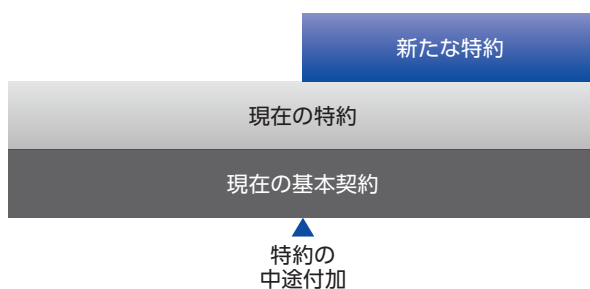 新たな特約
現在の特約
現在の基本契約
特約の
中途付加